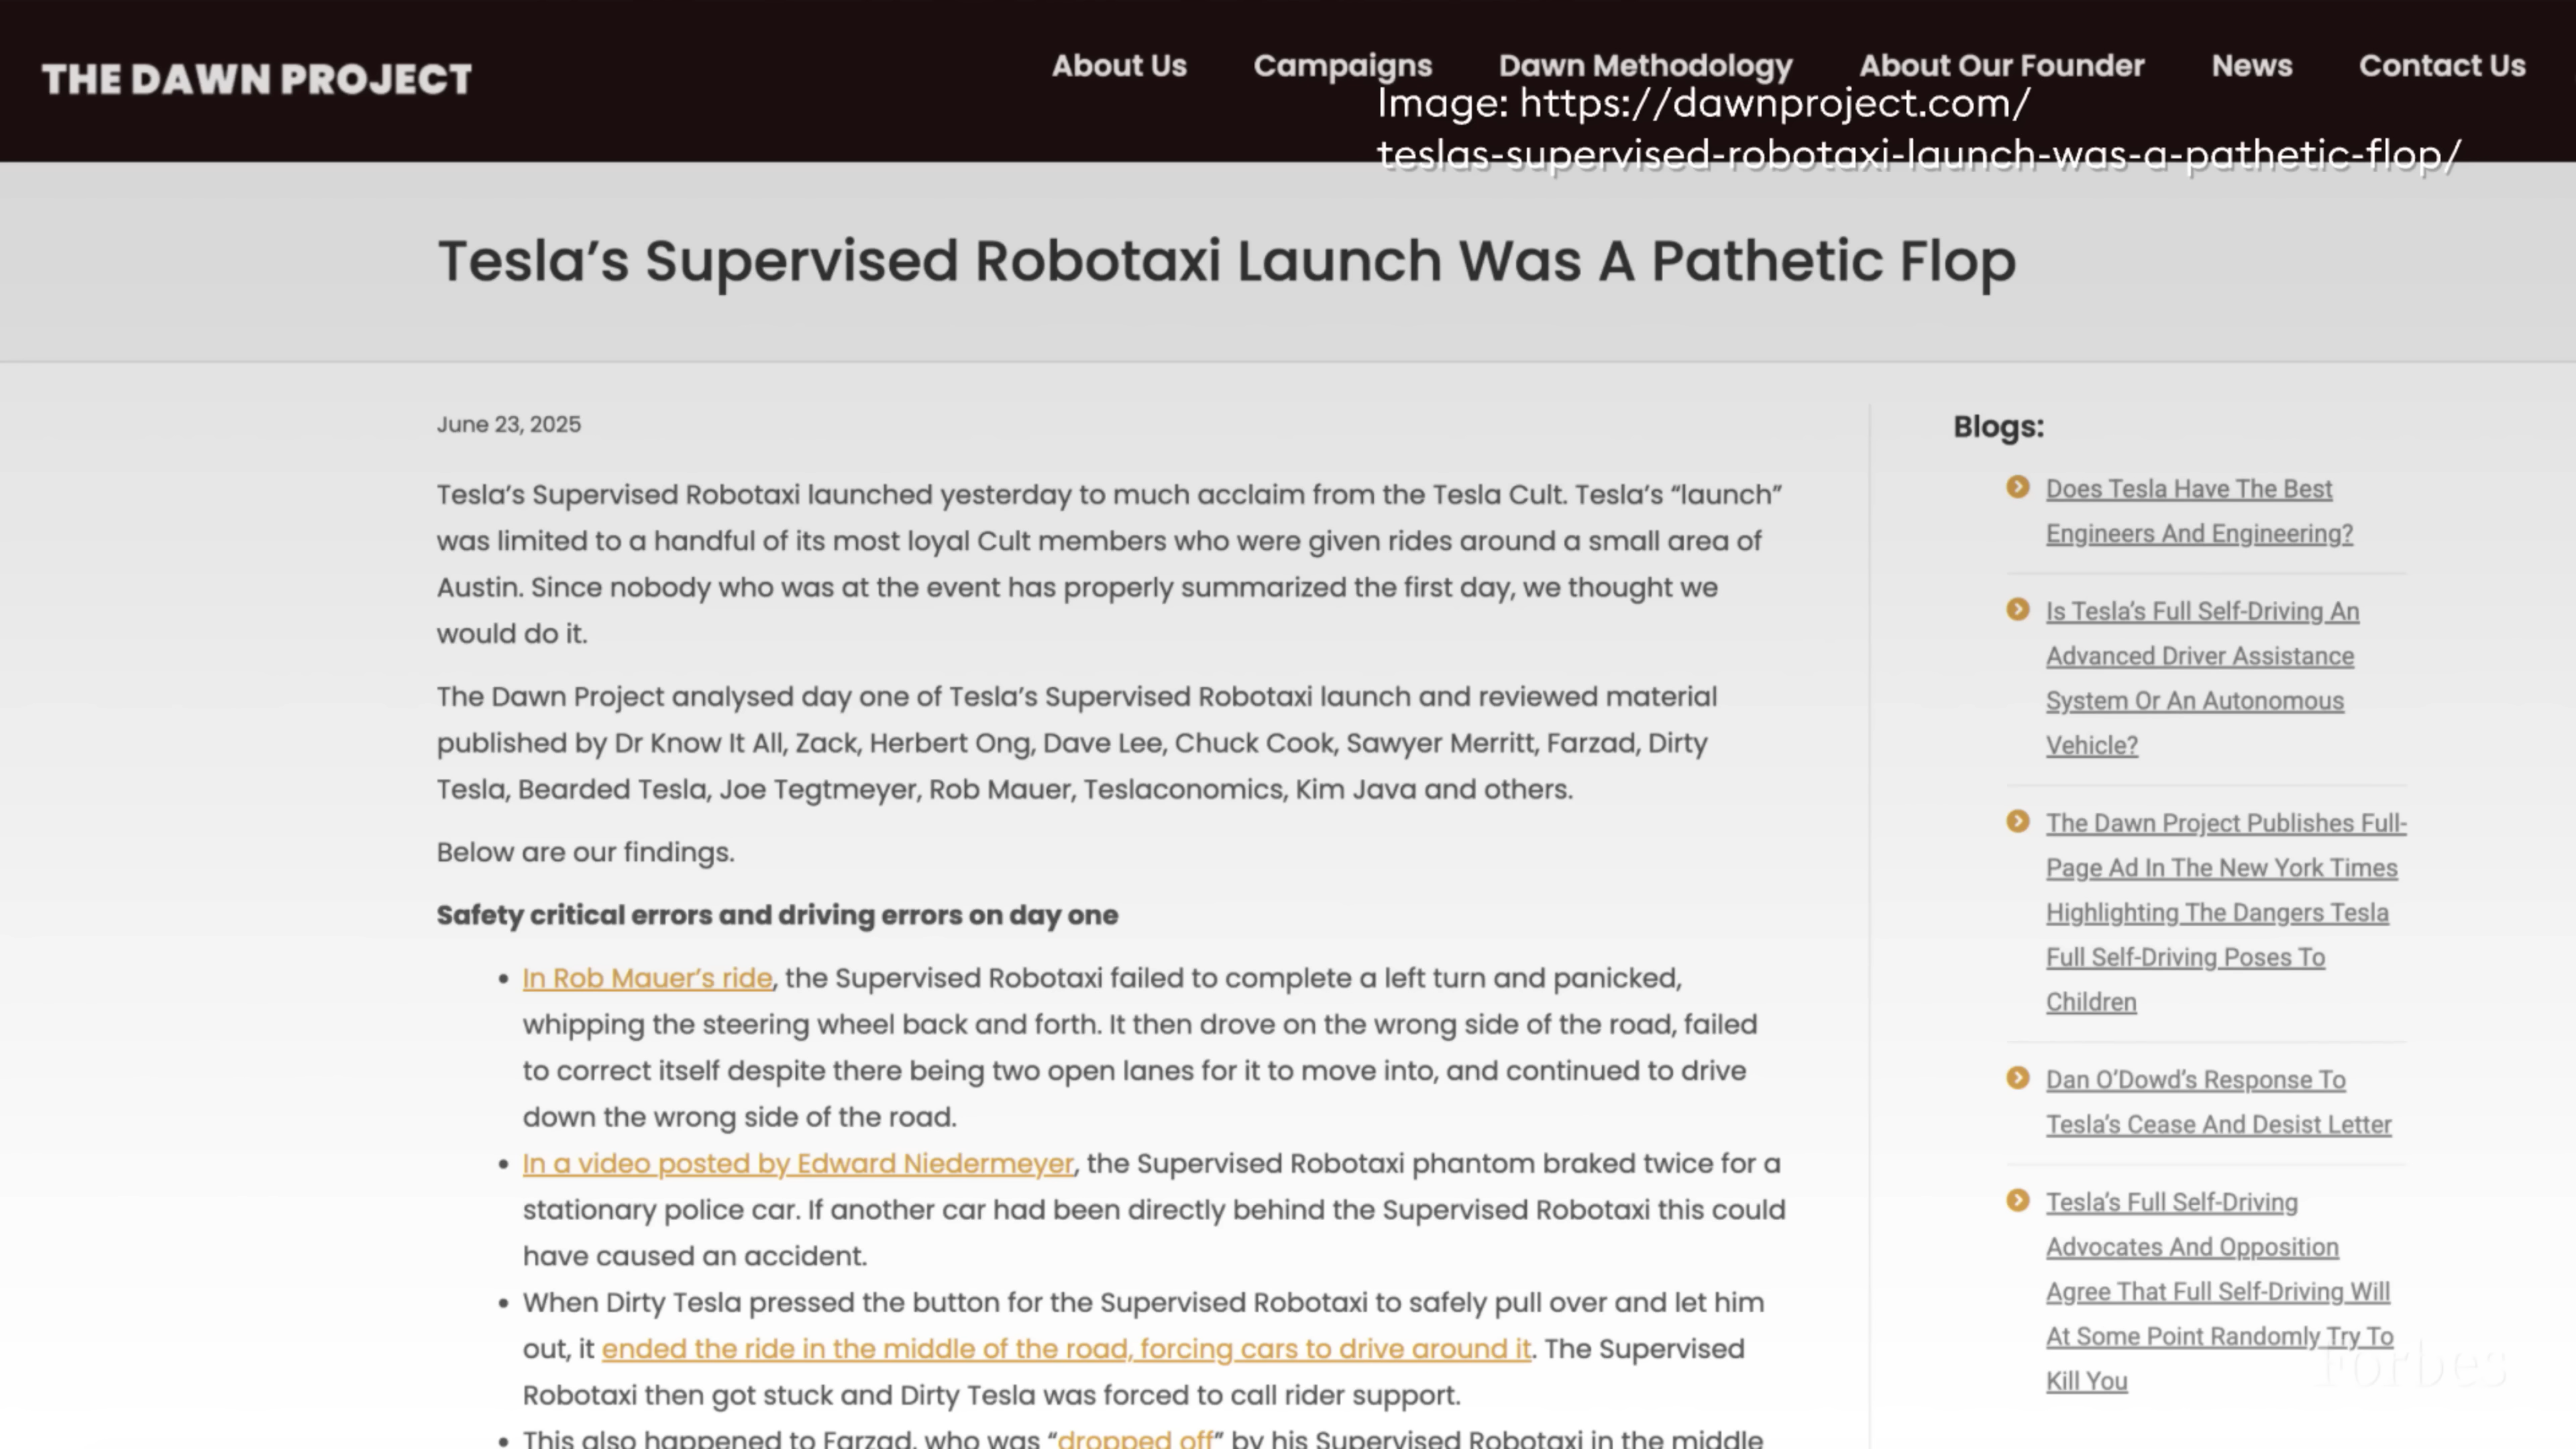 THE DAWN PROJECT
About Us Campaigns Dawn Methodology About Our Founder News Contact Us
Image: https://dawnproject.com/
teslas-supervised-robotaxi-launch-was-a-pathetic-flop/
Tesla’s Supervised Robotaxi Launch Was A Pathetic Flop
June 23, 2025
Tesla’s Supervised Robotaxi launched yesterday to much acclaim from the Tesla Cult. Tesla’s “launch”
was limited to a handful of its most loyal Cult members who were given rides around a small area of
Austin. Since nobody who was at the event has properly summarized the first day, we thought we
would do it.
The Dawn Project analysed day one of Tesla’s Supervised Robotaxi launch and reviewed material
published by Dr Know It All, Zack, Herbert Ong, Dave Lee, Chuck Cook, Sawyer Merritt, Farzad, Dirty
Tesla, Bearded Tesla, Joe Tegtmeyer, Rob Mauer, Teslaconomics, Kim Java and others.
Below are our findings.
Safety critical errors and driving errors on day one
• In Rob Mauer’s ride, the Supervised Robotaxi failed to complete a left turn and panicked,
whipping the steering wheel back and forth. It then drove on the wrong side of the road, failed
to correct itself despite there being two open lanes for it to move into, and continued to drive
down the wrong side of the road.
• In a video posted by Edward Niedermeyer, the Supervised Robotaxi phantom braked twice for a
stationary police car. If another car had been directly behind the Supervised Robotaxi this could
have caused an accident.
• When Dirty Tesla pressed the button for the Supervised Robotaxi to safely pull over and let him
out, it ended the ride in the middle of the road, forcing cars to drive around it. The Supervised
Robotaxi then got stuck and Dirty Tesla was forced to call rider support.
• This also happened to Farzad, who was “dropped off” by his Supervised Robotaxi in the middle
Blogs:
Does Tesla Have The Best
Engineers And Engineering?
Is Tesla’s Full Self-Driving An
Advanced Driver Assistance
System Or An Autonomous
Vehicle?
The Dawn Project Publishes Full-
Page Ad In The New York Times
Highlighting The Dangers Tesla
Full Self-Driving Poses To
Children
Dan O’Dowd’s Response To
Tesla’s Cease And Desist Letter
Tesla’s Full Self-Driving
Advocates And Opposition
Agree That Full Self-Driving Will
At Some Point Randomly Try To
Kill You
Forbes